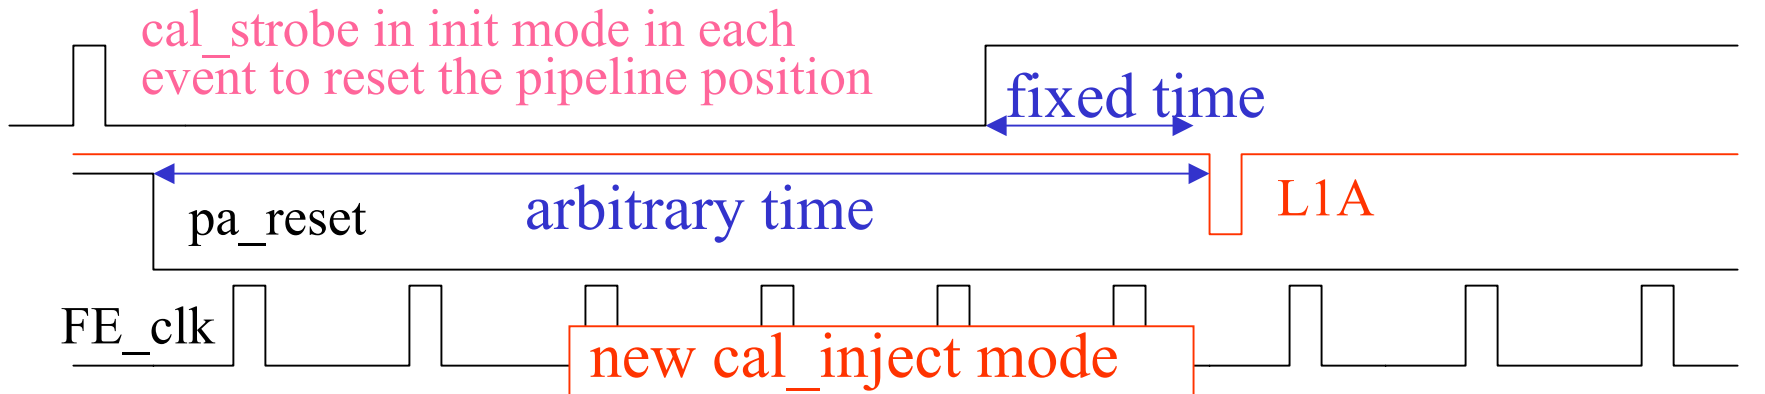 cal_strobe in init mode in each
event to reset the pipeline position
fixed time
L1A
pa_reset
arbitrary time
FE_clk
new cal_inject mode